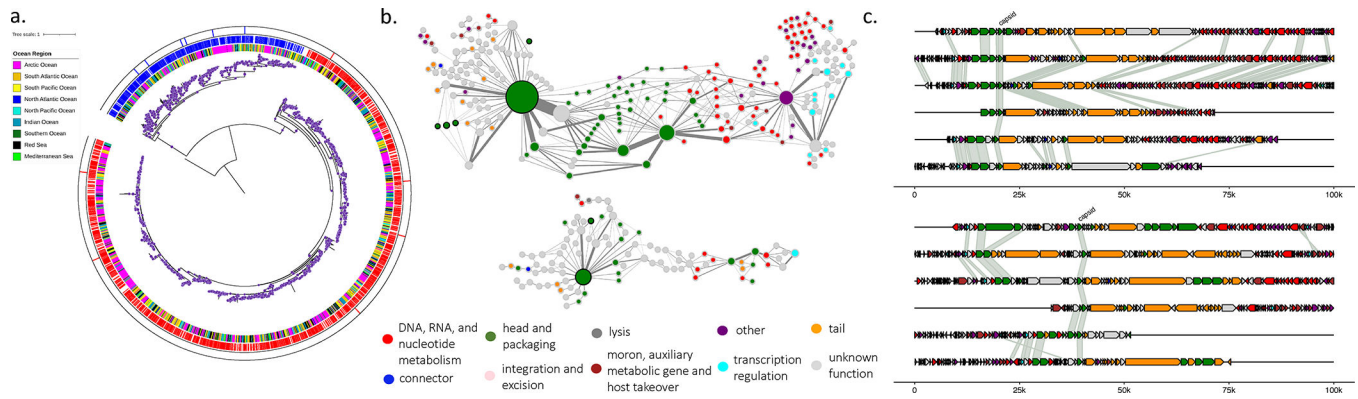 a.
Tree scale: 1
Ocean Region
Arctic Ocean
South Atlantic Ocean
South Pacific Ocean
North Atlantic Ocean
North Pacific Ocean
Indian Ocean
Southern Ocean
Red Sea
Mediterranean Sea
b.
DNA, RNA, and
nucleotide
metabolism
connector
head and
packaging
integration and
excision
lysis
moron, auxiliary
metabolic gene and
host takeover
other
transcription
regulation
tail
unknown
function
c.
capsid
0
25k
50k
75k
100k
capsid
0
25k
50k
75k
100k